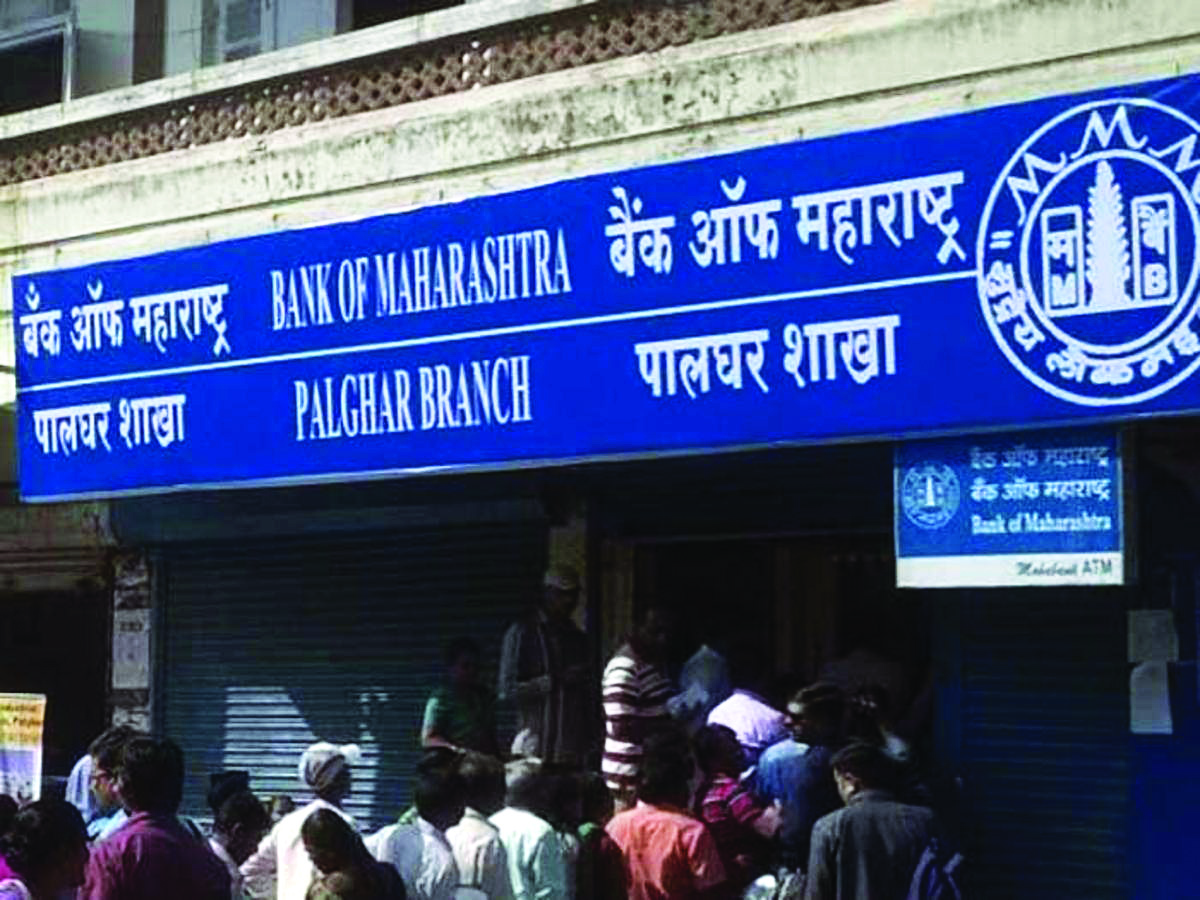 बँक ऑफ महाराष्ट्र BANK OF MAHARASHTRA बैंक ऑफ महाराष्ट्र
पालघर शाखा PALGHAR BRANCH पालघर शाखा
बैंक ऑफ महाराष्ट्र
बँक ऑफ महाराष्ट्र
Bank of Maharashtra
Mahabank ATM